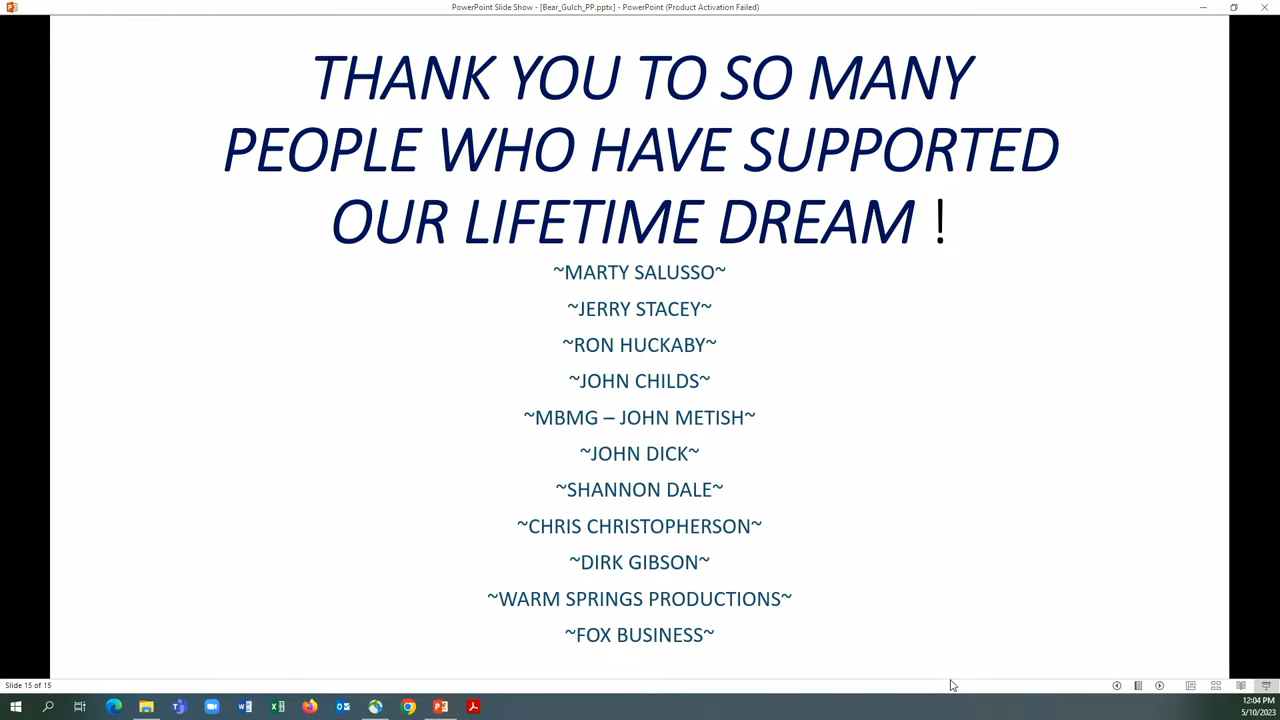 PowerPoint Slide Show - [Bear_Gulch_PP.pptx] - PowerPoint (Product Activation Failed)
THANK YOU TO SO MANY
PEOPLE WHO HAVE SUPPORTED
OUR LIFETIME DREAM !
~MARTY SALUSSO~
~JERRY STACEY~
~RON HUCKABY~
~JOHN CHILDS~
~MBMG – JOHN METISH~
~JOHN DICK~
~SHANNON DALE~
~CHRIS CHRISTOPHERSON~
~DIRK GIBSON~
~WARM SPRINGS PRODUCTIONS~
~FOX BUSINESS~
Slide 15 of 15
12:04 PM
5/10/2023